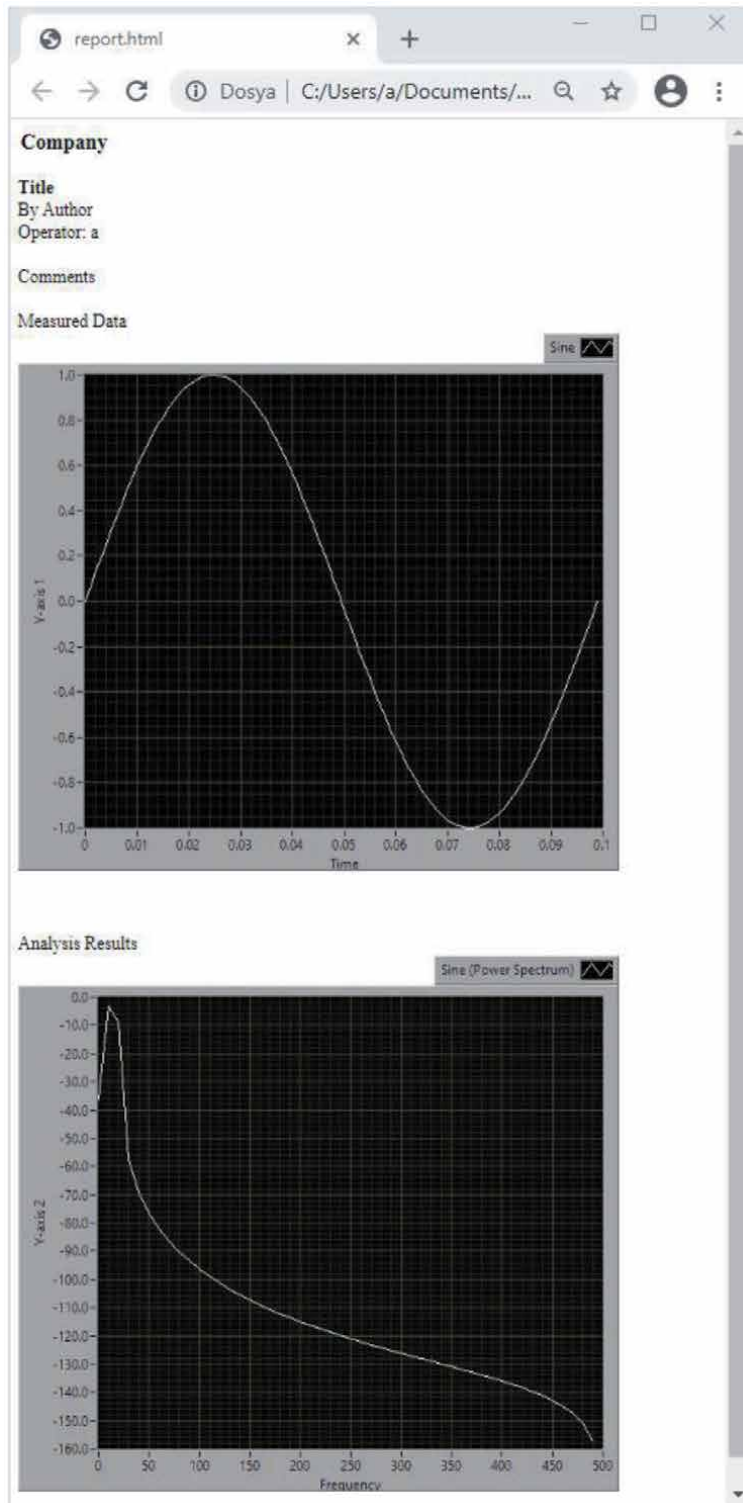 report.html
Dosya | C:/Users/a/Documents/...
Company
Title
By Author
Operator: a
Comments
Measured Data
Sine
1.0
0.8
0.6
0.4
0.2
0.0
-0.2
-0.4
-0.6
-0.8
-1.0
Y-axis 1
0 0.01 0.02 0.03 0.04 0.05 0.06 0.07 0.08 0.09 0.1
Time
Analysis Results
Sine (Power Spectrum)
0.0
-10.0
-20.0
-30.0
-40.0
-50.0
-60.0
-70.0
-80.0
-90.0
-100.0
-110.0
-120.0
-130.0
-140.0
-150.0
-160.0
Y-axis 2
0 50 100 150 200 250 300 350 400 450 500
Frequency